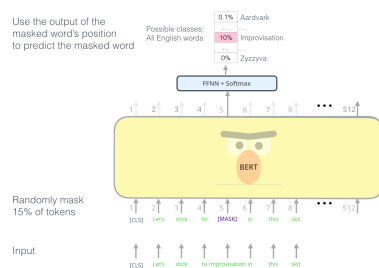 Use the output of the
masked word's position
to predict the masked word
Possible classes:
All English words
0.1% Aardvark
... ...
10% Improvisation
... ...
0% Zyzzyva
FFNN + Softmax
1 2 3 4 5 6 7 8 ••• 512
BERT
Randomly mask
15% of tokens
1 2 3 4 5 6 7 8 ••• 512
[CLS] Let's stick to [MASK] in this skit
Input
[CLS] Let's stick to improvisation in this skit